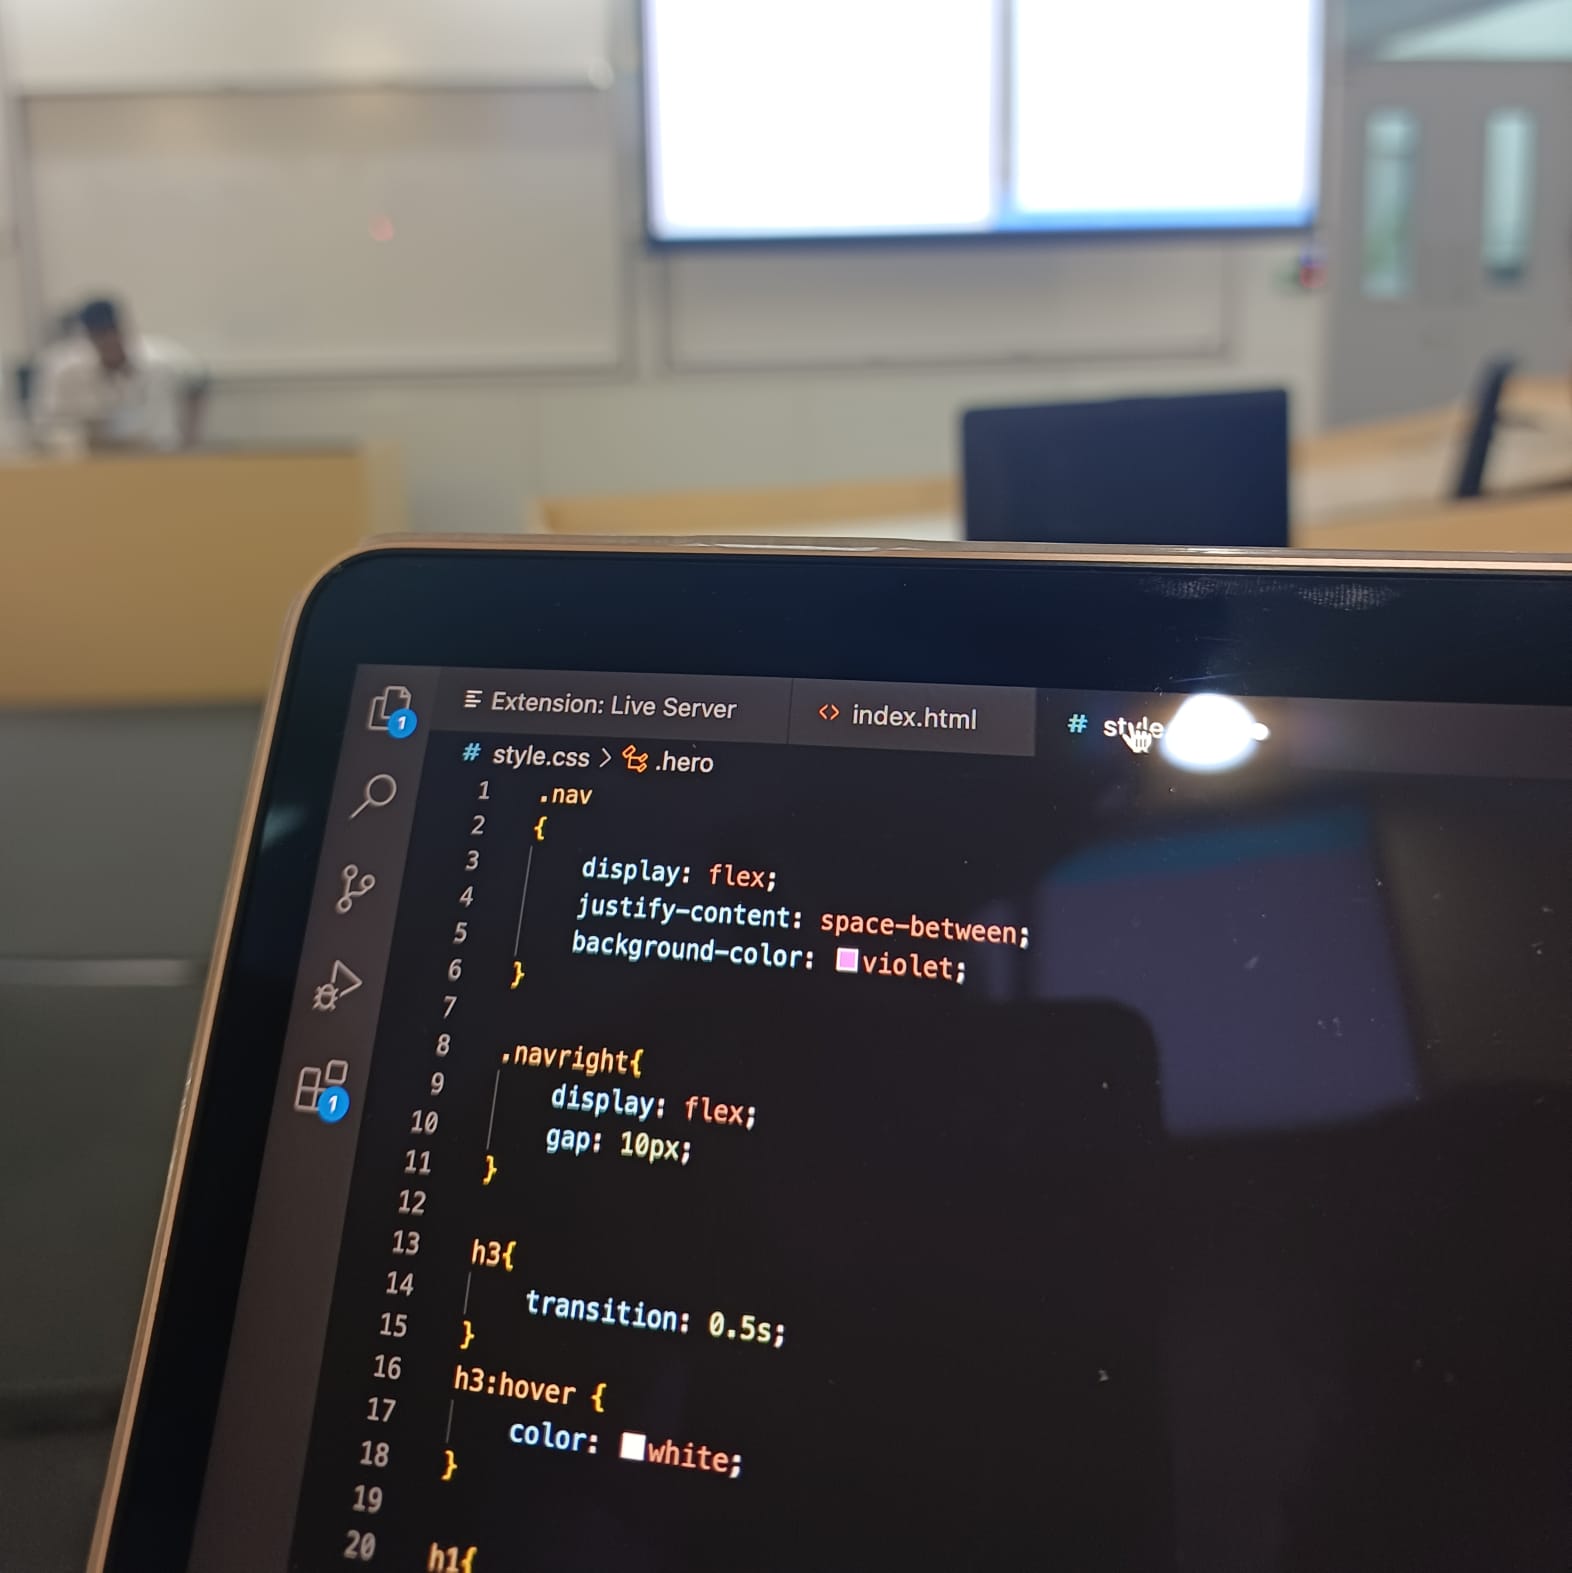 1
Extension: Live Server
<> index.html
# style
# style.css > .hero
1 .nav
2 {
3 display: flex;
4 justify-content: space-between;
5 background-color: violet;
6 }
7
8 .navright{
9 display: flex;
10 gap: 10px;
11 }
12
13 h3{
14 transition: 0.5s;
15 }
16 h3:hover {
17 color: white;
18 }
19
20 h1{
1